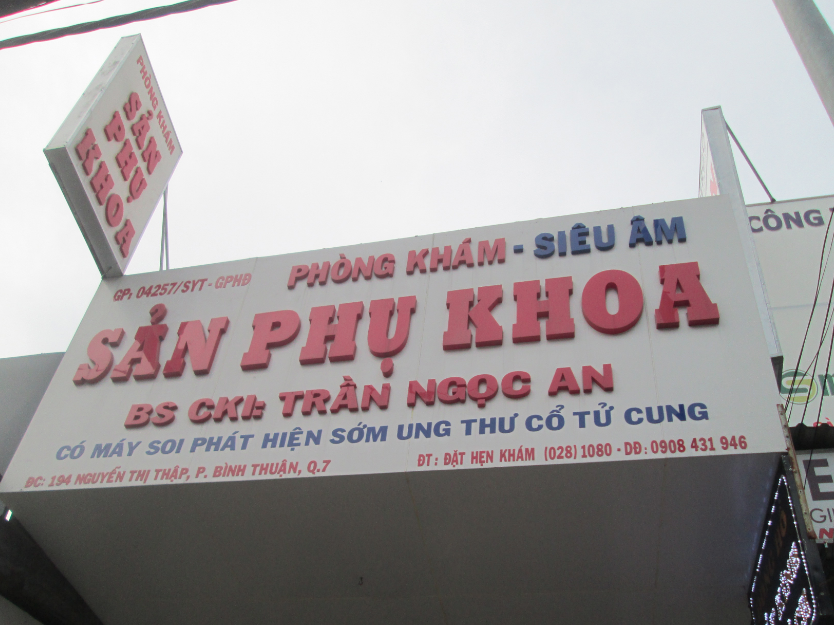 PHÒNG KHÁM
SẢN
PHỤ
KHOA
GP: 04257/SYT - GPHĐ
PHÒNG KHÁM - SIÊU ÂM
SẢN PHỤ KHOA
BS CKI: TRẦN NGỌC AN
CÓ MÁY SOI PHÁT HIỆN SỚM UNG THƯ CỔ TỬ CUNG
ĐC: 194 NGUYỄN THỊ THẬP, P. BÌNH THUẬN, Q.7
ĐT : ĐẶT HẸN KHÁM (028) 1080 - DĐ : 0908 431 946
CÔNG